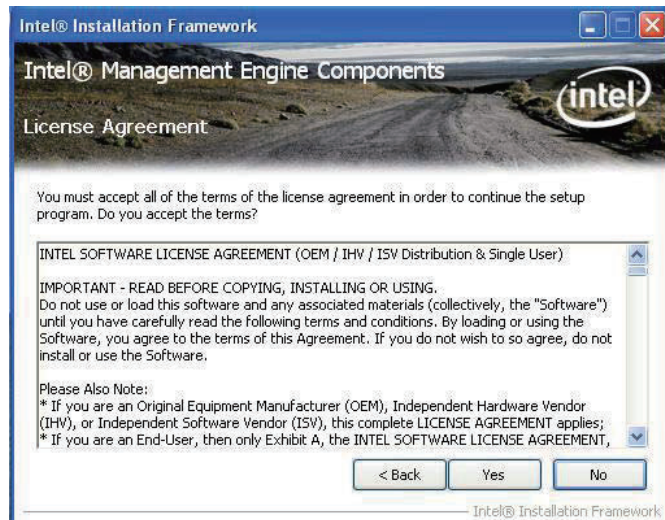 Intel® Installation Framework
Intel® Management Engine Components
intel
License Agreement
You must accept all of the terms of the license agreement in order to continue the setup
program. Do you accept the terms?
INTEL SOFTWARE LICENSE AGREEMENT (OEM / IHV / ISV Distribution & Single User)
IMPORTANT - READ BEFORE COPYING, INSTALLING OR USING.
Do not use or load this software and any associated materials (collectively, the "Software")
until you have carefully read the following terms and conditions. By loading or using the
Software, you agree to the terms of this Agreement. If you do not wish to so agree, do not
install or use the Software.
Please Also Note:
* If you are an Original Equipment Manufacturer (OEM), Independent Hardware Vendor
(IHV), or Independent Software Vendor (ISV), this complete LICENSE AGREEMENT applies;
* If you are an End-User, then only Exhibit A, the INTEL SOFTWARE LICENSE AGREEMENT,
< Back Yes No
Intel® Installation Framework